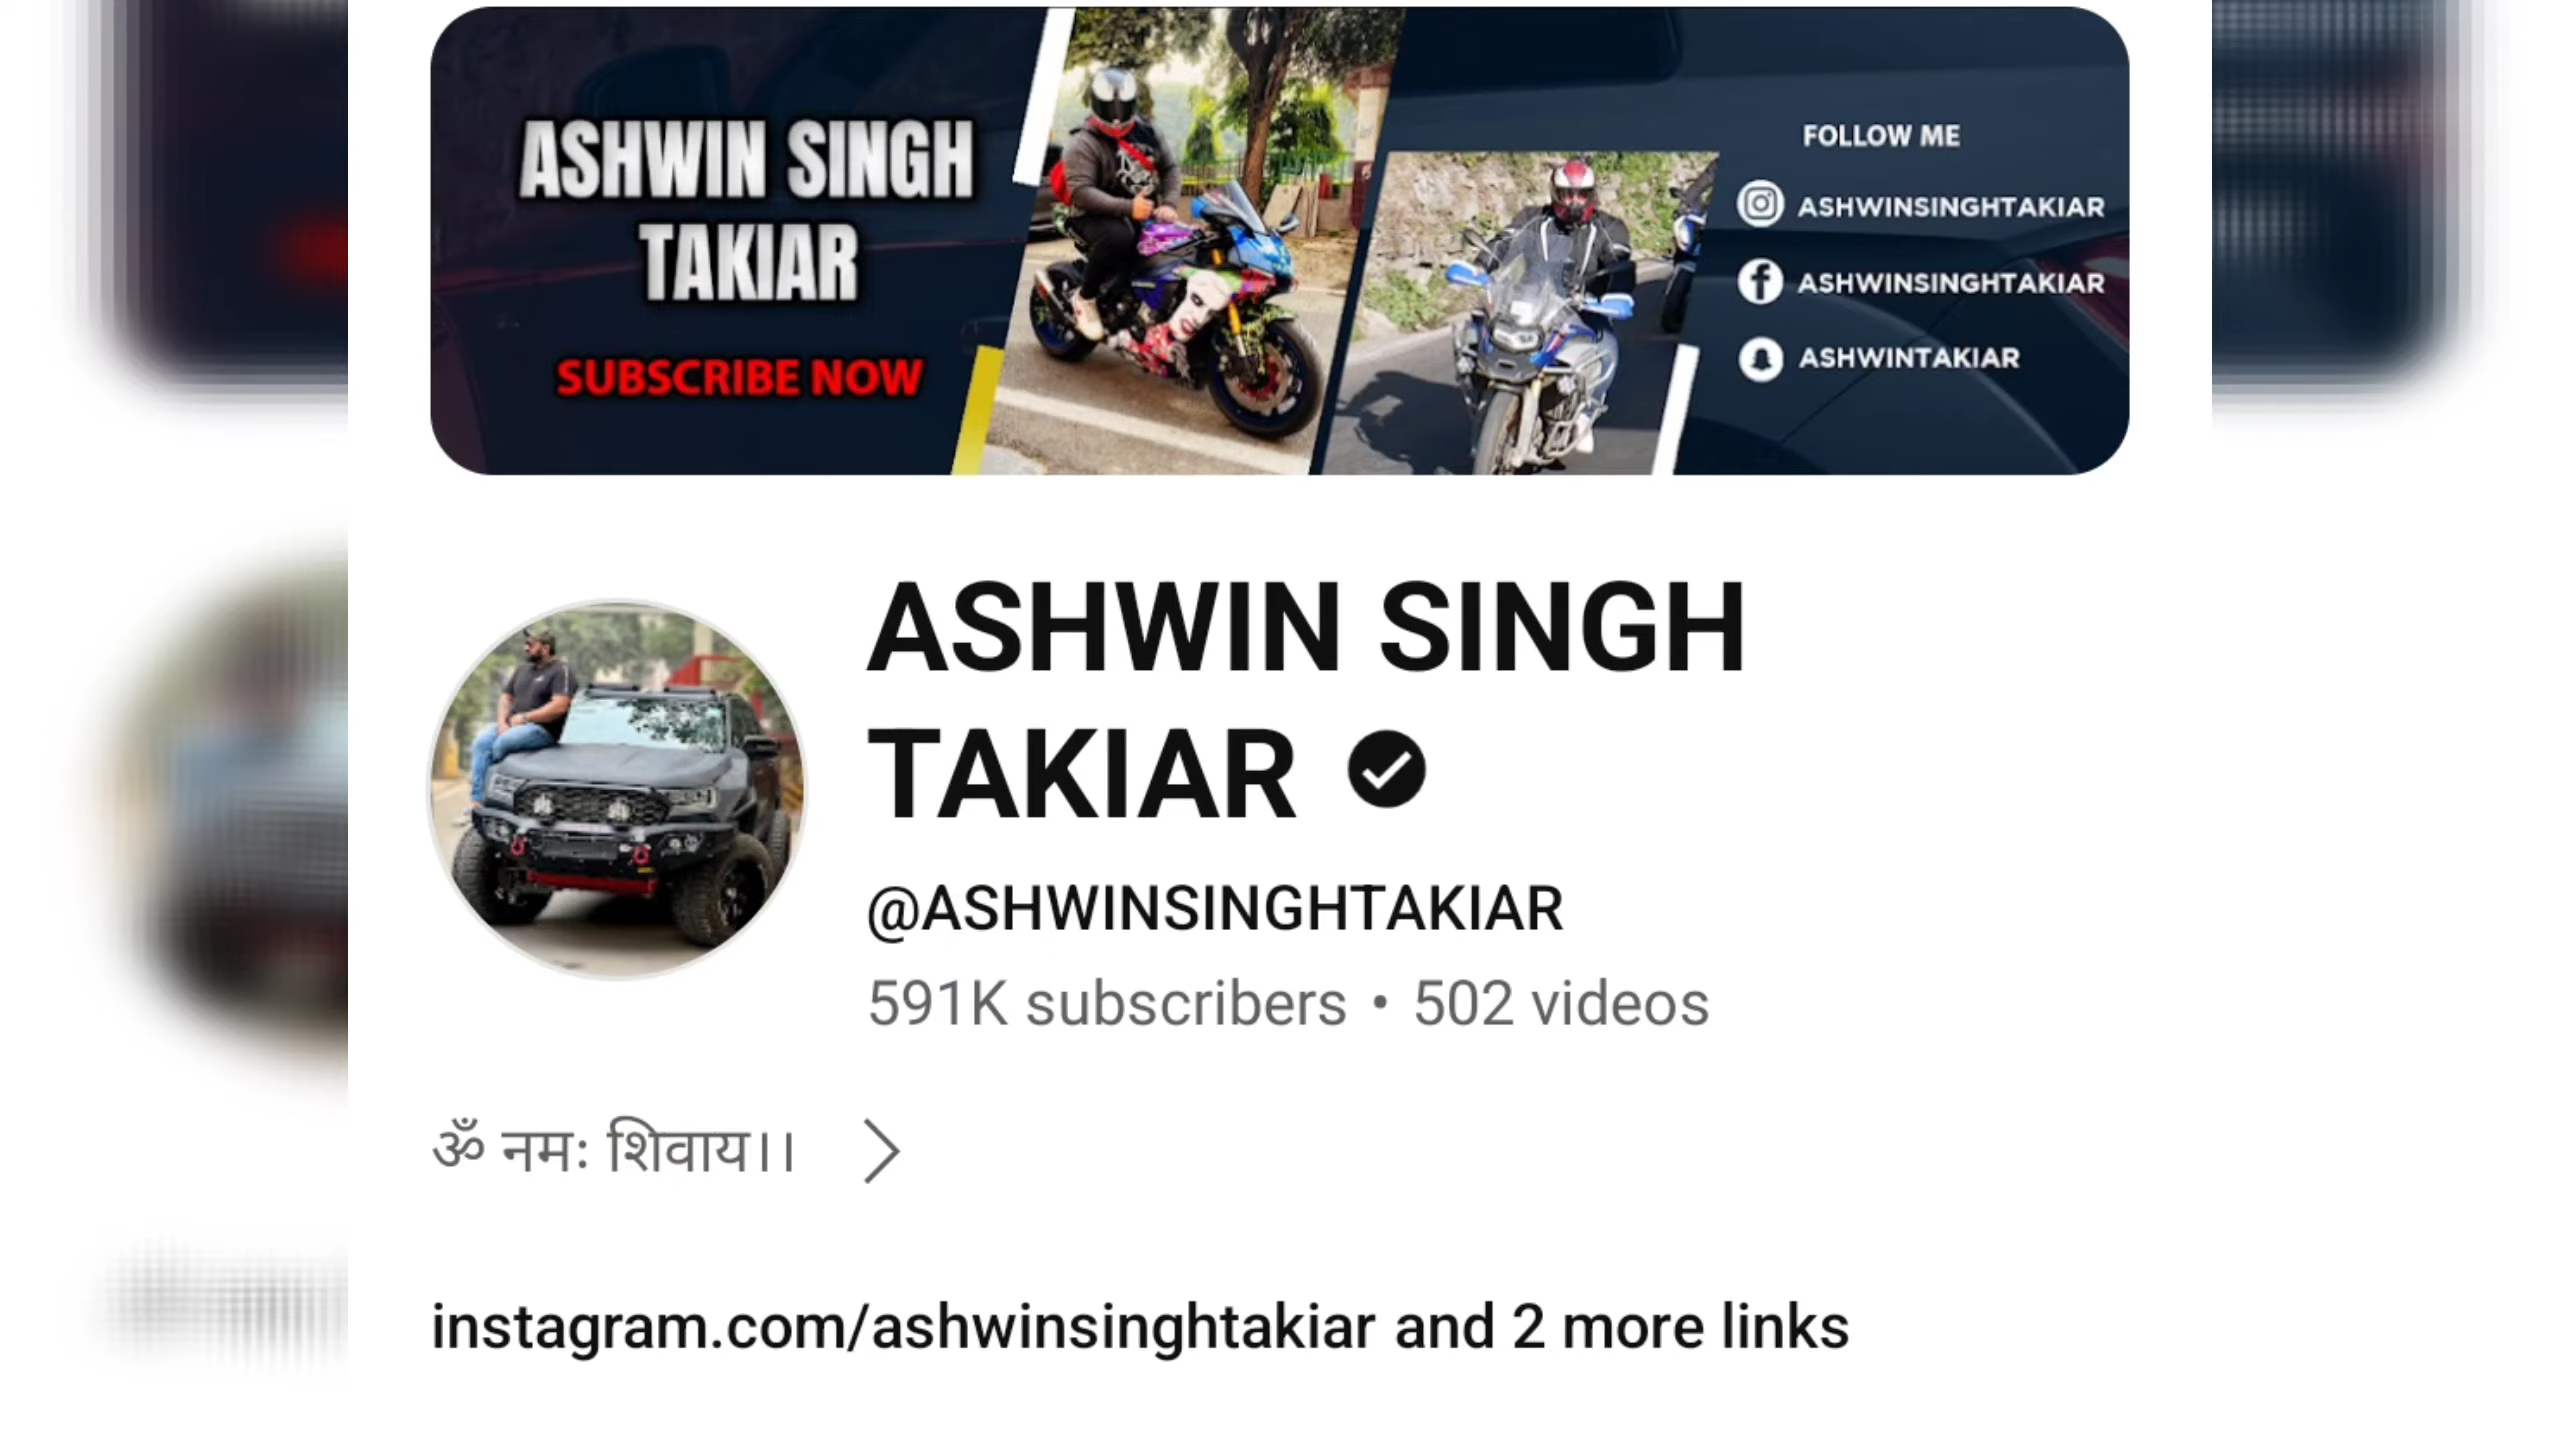 ASHWIN SINGH
TAKIAR
SUBSCRIBE NOW
FOLLOW ME
ASHWINSINGHTAKIAR
ASHWINSINGHTAKIAR
ASHWINTAKIAR
ASHWIN SINGH
TAKIAR
@ASHWINSINGHTAKIAR
591K subscribers • 502 videos
ॐ नमः शिवाय।।
instagram.com/ashwinsinghtakiar and 2 more links